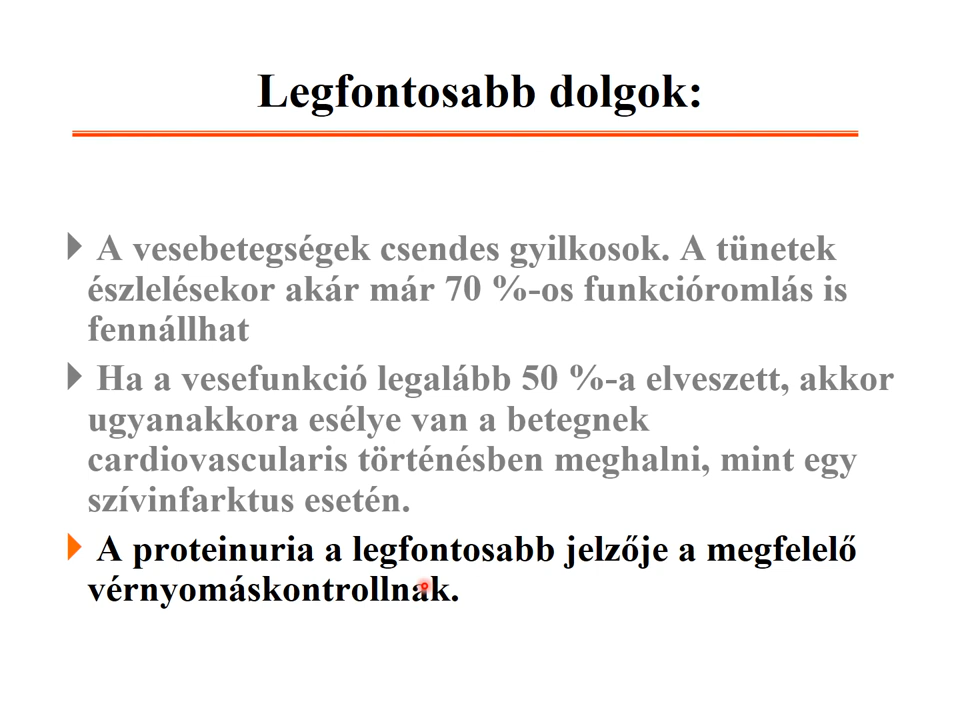 Legfontosabb dolgok:
A vesebetegségek csendes gyilkosok. A tünetek
észlelésekor akár már 70 %-os funkcióromlás is
fennállhat
Ha a vesefunkció legalább 50 %-a elveszett, akkor
ugyanakkora esélye van a betegnek
cardiovascularis történésben meghalni, mint egy
szívinfarktus esetén.
A proteinuria a legfontosabb jelzője a megfelelő
vérnyomáskontrollnak.